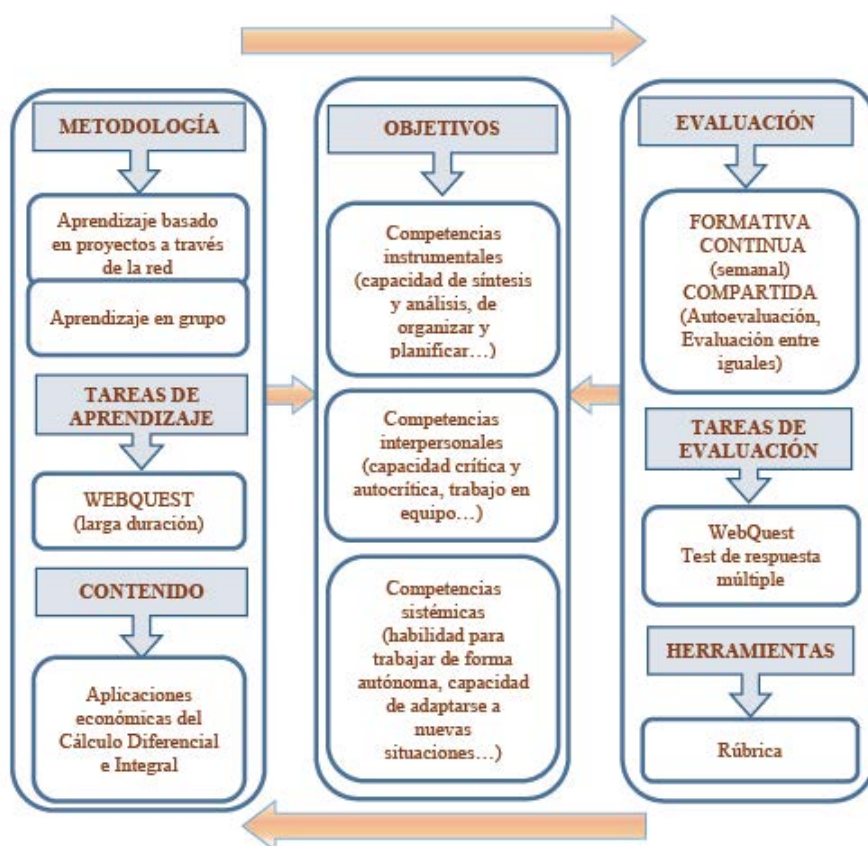 METODOLOGÍA
Aprendizaje basado
en proyectos a través
de la red
Aprendizaje en grupo
TAREAS DE
APRENDIZAJE
WEBQUEST
(larga duración)
CONTENIDO
Aplicaciones
económicas del
Cálculo Diferencial
e Integral
OBJETIVOS
Competencias
instrumentales
(capacidad de síntesis
y análisis, de
organizar y
planificar…)
Competencias
interpersonales
(capacidad crítica y
autocrítica, trabajo en
equipo…)
Competencias
sistémicas
(habilidad para
trabajar de forma
autónoma, capacidad
de adaptarse a
nuevas
situaciones…)
EVALUACIÓN
FORMATIVA
CONTINUA
(semanal)
COMPARTIDA
(Autoevaluación,
Evaluación entre
iguales)
TAREAS DE
EVALUACIÓN
WebQuest
Test de respuesta
múltiple
HERRAMIENTAS
Rúbrica